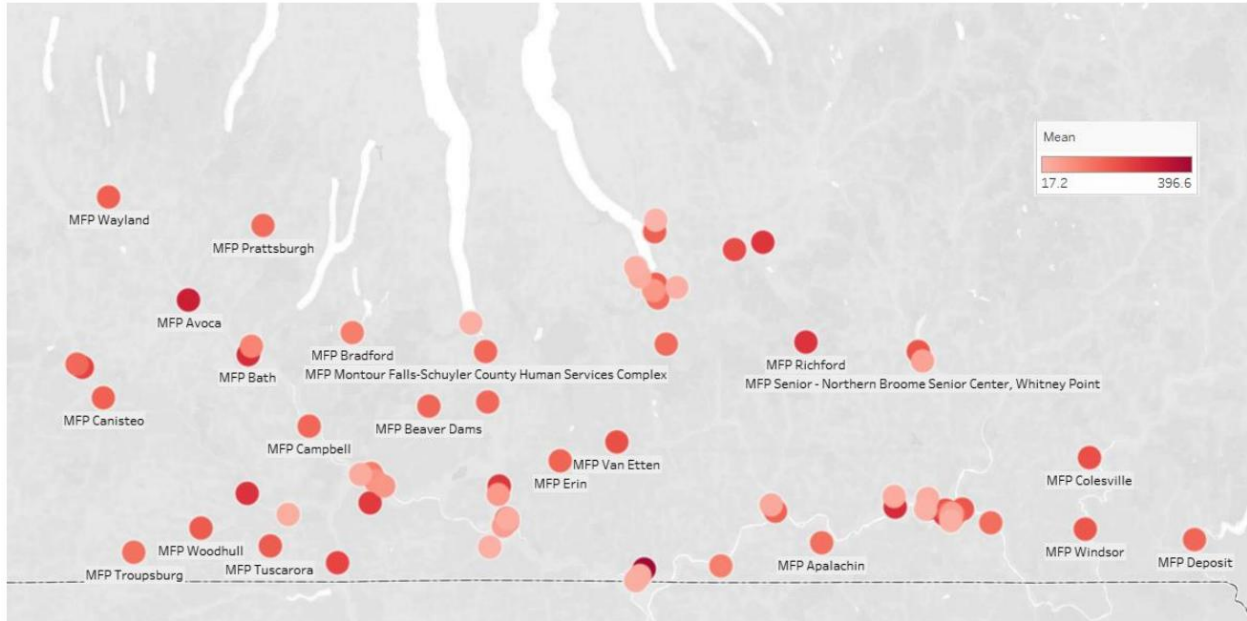 Mean
17.2 396.6
MFP Wayland
MFP Prattsburgh
MFP Avoca
MFP Bradford
MFP Richford
MFP Bath
MFP Montour Falls-Schuyler County Human Services Complex
MFP Senior - Northern Broome Senior Center, Whitney Point
MFP Canisteo
MFP Beaver Dams
MFP Campbell
MFP Van Etten
MFP Erin
MFP Colesville
MFP Woodhull
MFP Windsor
MFP Troupsburg
MFP Tuscarora
MFP Apalachin
MFP Deposit